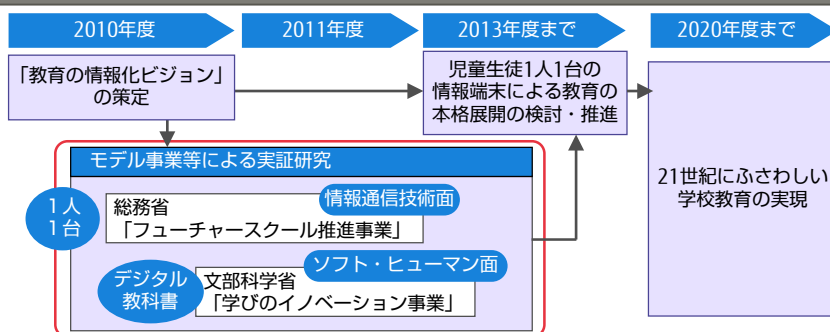 2010年度
2011年度
2013年度まで
2020年度まで
「教育の情報化ビジョン」
の策定
児童生徒1人1台の
情報端末による教育の
本格展開の検討・推進
モデル事業等による実証研究
1人
1台
情報通信技術面
総務省
「フューチャースクール推進事業」
ソフト・ヒューマン面
デジタル
教科書
文部科学省
「学びのイノベーション事業」
21世紀にふさわしい
学校教育の実現